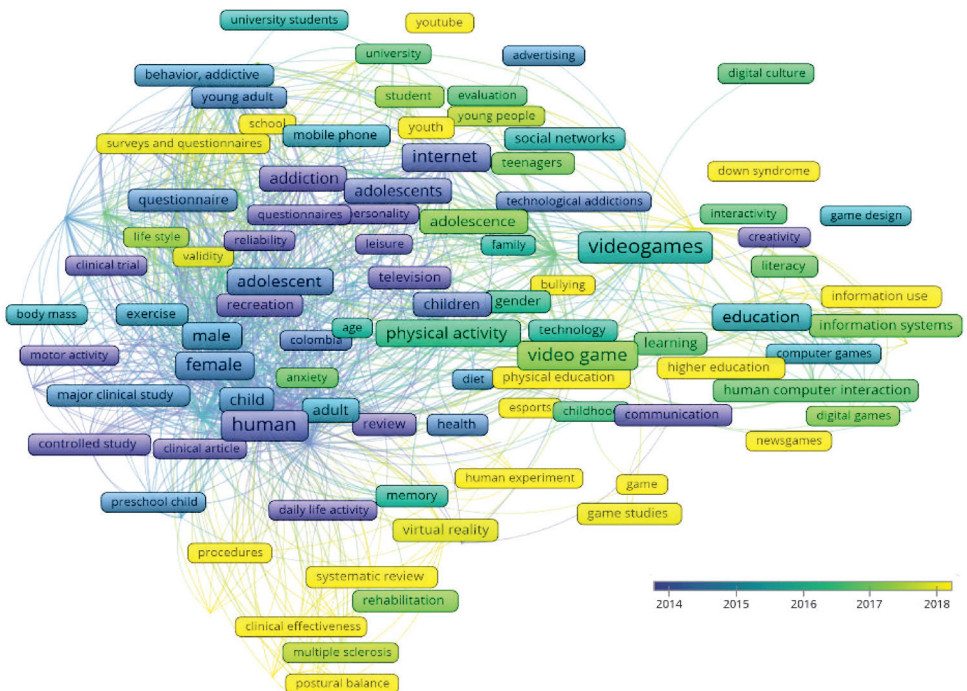 university students
youtube
university
advertising
behavior, addictive
digital culture
young adult
student
evaluation
school
young people
mobile phone
youth
social networks
surveys and questionnaires
internet
teenagers
addiction
down syndrome
adolescents
questionnaire
technological addictions
questionnaires
personality
adolescence
interactivity
game design
life style
reliability
leisure
family
videogames
creativity
validity
clinical trial
literacy
adolescent
television
bullying
recreation
children
gender
information use
body mass
exercise
education
age
physical activity
technology
information systems
male
colombia
learning
motor activity
video game
computer games
female
higher education
anxiety
diet
physical education
human computer interaction
major clinical study
child
adult
esports
childhood
communication
digital games
human
review
health
controlled study
clinical article
newsgames
human experiment
game
preschool child
memory
daily life activity
game studies
virtual reality
procedures
systematic review
rehabilitation
clinical effectiveness
multiple sclerosis
postural balance
2014 2015 2016 2017 2018